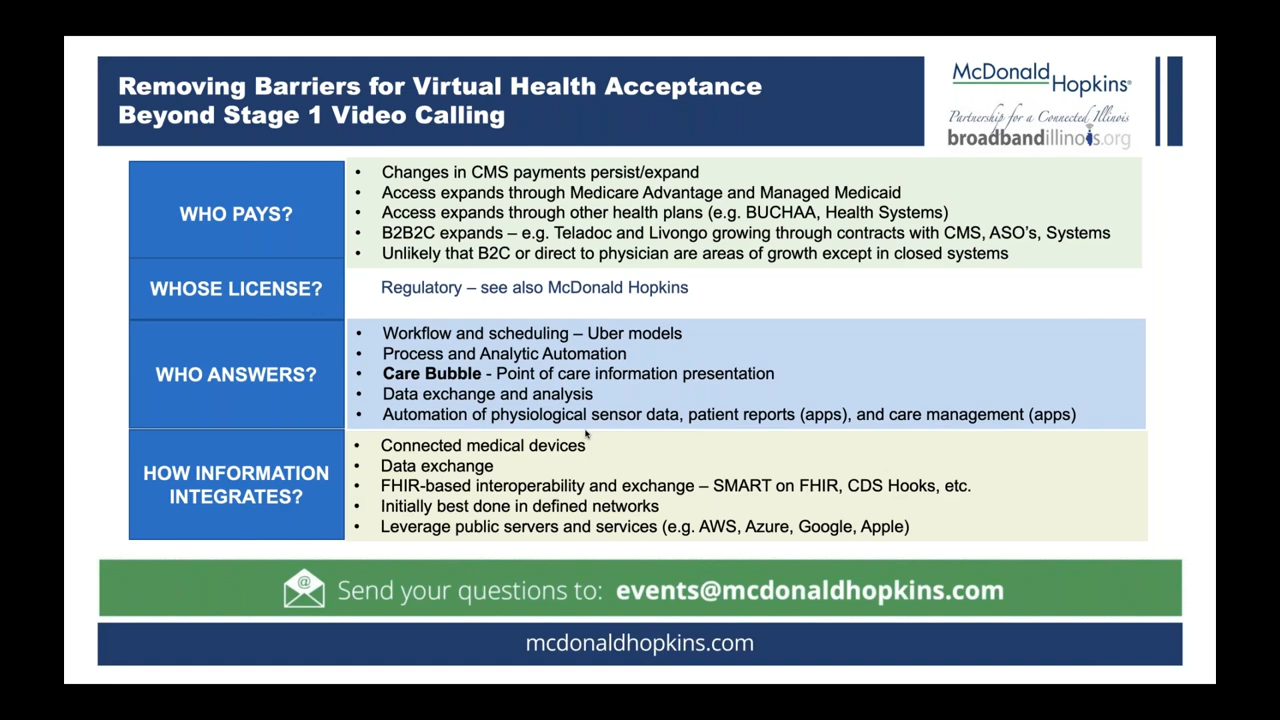 Removing Barriers for Virtual Health Acceptance
Beyond Stage 1 Video Calling
McDonald
Hopkins®
Partnership for a Connected Illinois
broadbandillinois.org
WHO PAYS?
• Changes in CMS payments persist/expand
• Access expands through Medicare Advantage and Managed Medicaid
• Access expands through other health plans (e.g. BUCHAA, Health Systems)
• B2B2C expands – e.g. Teladoc and Livongo growing through contracts with CMS, ASO's, Systems
• Unlikely that B2C or direct to physician are areas of growth except in closed systems
WHOSE LICENSE?
Regulatory – see also McDonald Hopkins
WHO ANSWERS?
• Workflow and scheduling – Uber models
• Process and Analytic Automation
• Care Bubble - Point of care information presentation
• Data exchange and analysis
• Automation of physiological sensor data, patient reports (apps), and care management (apps)
HOW INFORMATION
INTEGRATES?
• Connected medical devices
• Data exchange
• FHIR-based interoperability and exchange – SMART on FHIR, CDS Hooks, etc.
• Initially best done in defined networks
• Leverage public servers and services (e.g. AWS, Azure, Google, Apple)
@
Send your questions to: events@mcdonaldhopkins.com
mcdonaldhopkins.com